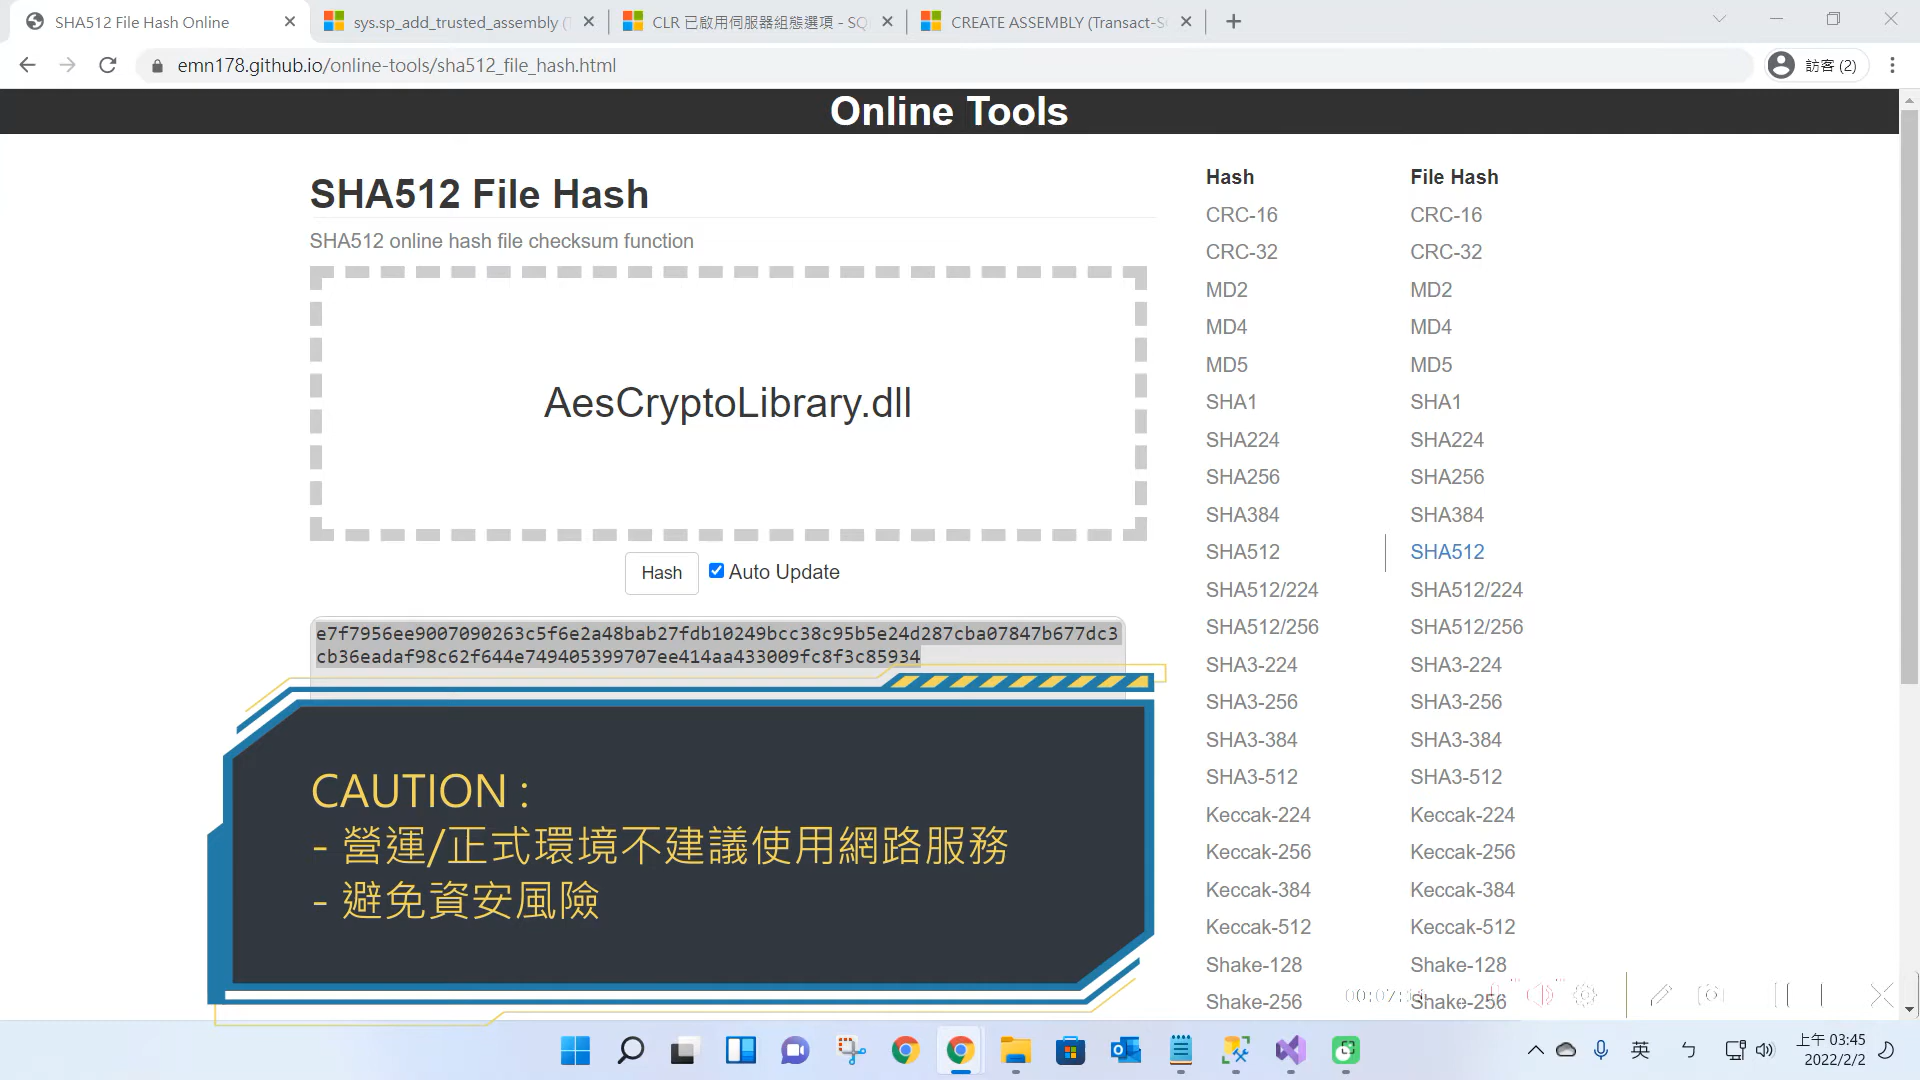 SHA512 File Hash Online
sys.sp_add_trusted_assembly (T
CLR 已啟用伺服器組態選項 - SQ
CREATE ASSEMBLY (Transact-S
emn178.github.io/online-tools/sha512_file_hash.html
訪客 (2)
Online Tools
SHA512 File Hash
SHA512 online hash file checksum function
AesCryptoLibrary.dll
Hash
Auto Update
e7f7956ee9007090263c5f6e2a48bab27fdb10249bcc38c95b5e24d287cba07847b677dc3
cb36eadaf98c62f644e749405399707ee414aa433009fc8f3c85934
CAUTION :
- 營運/正式環境不建議使用網路服務
- 避免資安風險
Hash
CRC-16
CRC-32
MD2
MD4
MD5
SHA1
SHA224
SHA256
SHA384
SHA512
SHA512/224
SHA512/256
SHA3-224
SHA3-256
SHA3-384
SHA3-512
Keccak-224
Keccak-256
Keccak-384
Keccak-512
Shake-128
Shake-256
File Hash
CRC-16
CRC-32
MD2
MD4
MD5
SHA1
SHA224
SHA256
SHA384
SHA512
SHA512/224
SHA512/256
SHA3-224
SHA3-256
SHA3-384
SHA3-512
Keccak-224
Keccak-256
Keccak-384
Keccak-512
Shake-128
Shake-256
英
ㄅ
上午 03:45
2022/2/2